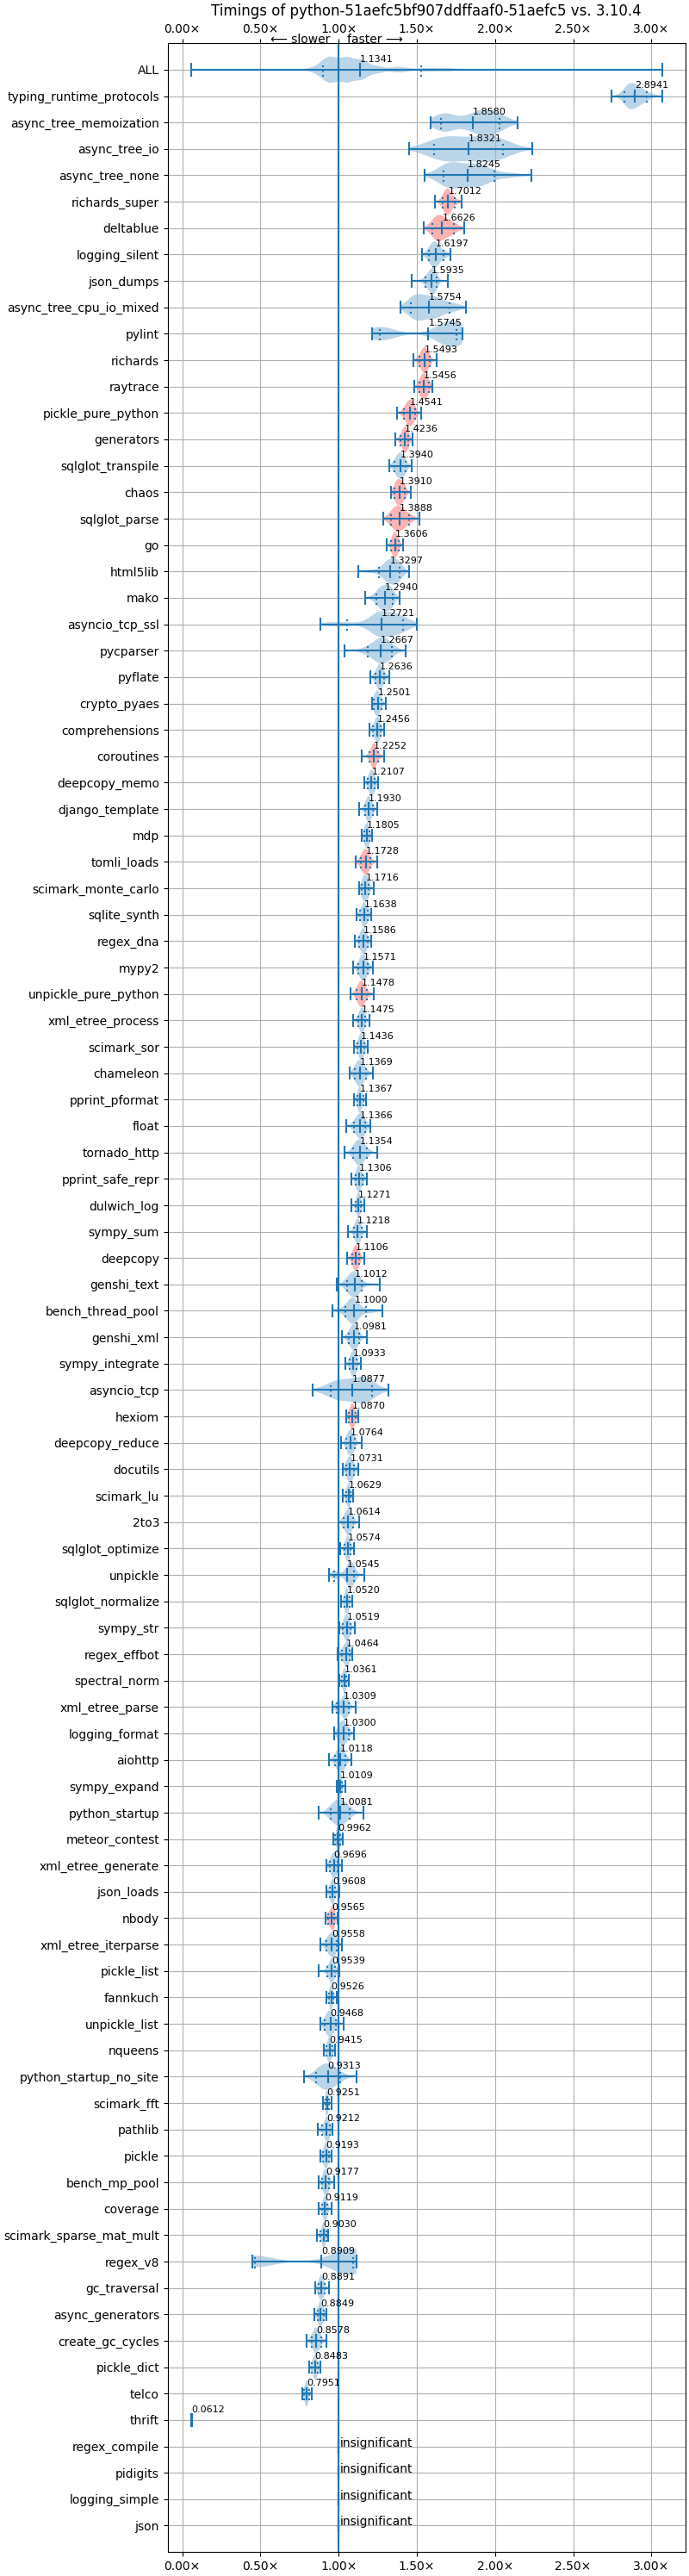 Timings of python-51aefc5bf907ddffaaf0-51aefc5 vs. 3.10.4
0.00× 0.50× 1.00× 1.50× 2.00× 2.50× 3.00×
⟵ slower faster ⟶
ALL 1.1341
typing_runtime_protocols 2.8941
async_tree_memoization 1.8580
async_tree_io 1.8321
async_tree_none 1.8245
richards_super 1.7012
deltablue 1.6626
logging_silent 1.6197
json_dumps 1.5935
async_tree_cpu_io_mixed 1.5754
pylint 1.5745
richards 1.5493
raytrace 1.5456
pickle_pure_python 1.4541
generators 1.4236
sqlglot_transpile 1.3940
chaos 1.3910
sqlglot_parse 1.3888
go 1.3606
html5lib 1.3297
mako 1.2940
asyncio_tcp_ssl 1.2721
pycparser 1.2667
pyflate 1.2636
crypto_pyaes 1.2501
comprehensions 1.2456
coroutines 1.2252
deepcopy_memo 1.2107
django_template 1.1930
mdp 1.1805
tomli_loads 1.1728
scimark_monte_carlo 1.1716
sqlite_synth 1.1638
regex_dna 1.1586
mypy2 1.1571
unpickle_pure_python 1.1478
xml_etree_process 1.1475
scimark_sor 1.1436
chameleon 1.1369
pprint_pformat 1.1367
float 1.1366
tornado_http 1.1354
pprint_safe_repr 1.1306
dulwich_log 1.1271
sympy_sum 1.1218
deepcopy 1.1106
genshi_text 1.1012
bench_thread_pool 1.1000
genshi_xml 1.0981
sympy_integrate 1.0933
asyncio_tcp 1.0877
hexiom 1.0870
deepcopy_reduce 1.0764
docutils 1.0731
scimark_lu 1.0629
2to3 1.0614
sqlglot_optimize 1.0574
unpickle 1.0545
sqlglot_normalize 1.0520
sympy_str 1.0519
regex_effbot 1.0464
spectral_norm 1.0361
xml_etree_parse 1.0309
logging_format 1.0300
aiohttp 1.0118
sympy_expand 1.0109
python_startup 1.0081
meteor_contest 0.9962
xml_etree_generate 0.9696
json_loads 0.9608
nbody 0.9565
xml_etree_iterparse 0.9558
pickle_list 0.9539
fannkuch 0.9526
unpickle_list 0.9468
nqueens 0.9415
python_startup_no_site 0.9313
scimark_fft 0.9251
pathlib 0.9212
pickle 0.9193
bench_mp_pool 0.9177
coverage 0.9119
scimark_sparse_mat_mult 0.9030
regex_v8 0.8909
gc_traversal 0.8891
async_generators 0.8849
create_gc_cycles 0.8578
pickle_dict 0.8483
telco 0.7951
thrift 0.0612
regex_compile insignificant
pidigits insignificant
logging_simple insignificant
json insignificant
0.00× 0.50× 1.00× 1.50× 2.00× 2.50× 3.00×